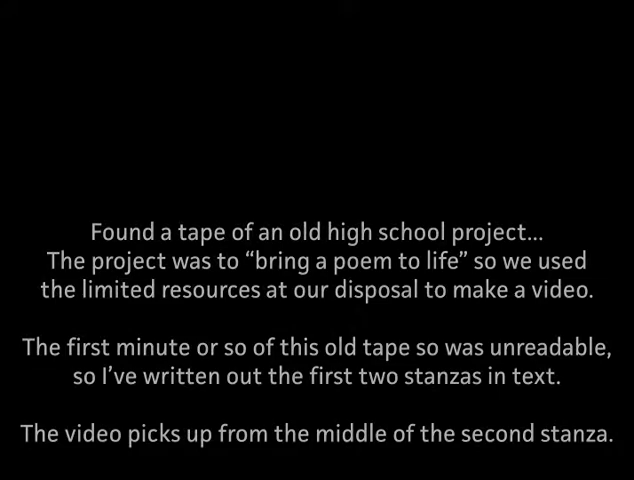 Found a tape of an old high school project...
The project was to “bring a poem to life” so we used
the limited resources at our disposal to make a video.
The first minute or so of this old tape so was unreadable,
so I’ve written out the first two stanzas in text.
The video picks up from the middle of the second stanza.